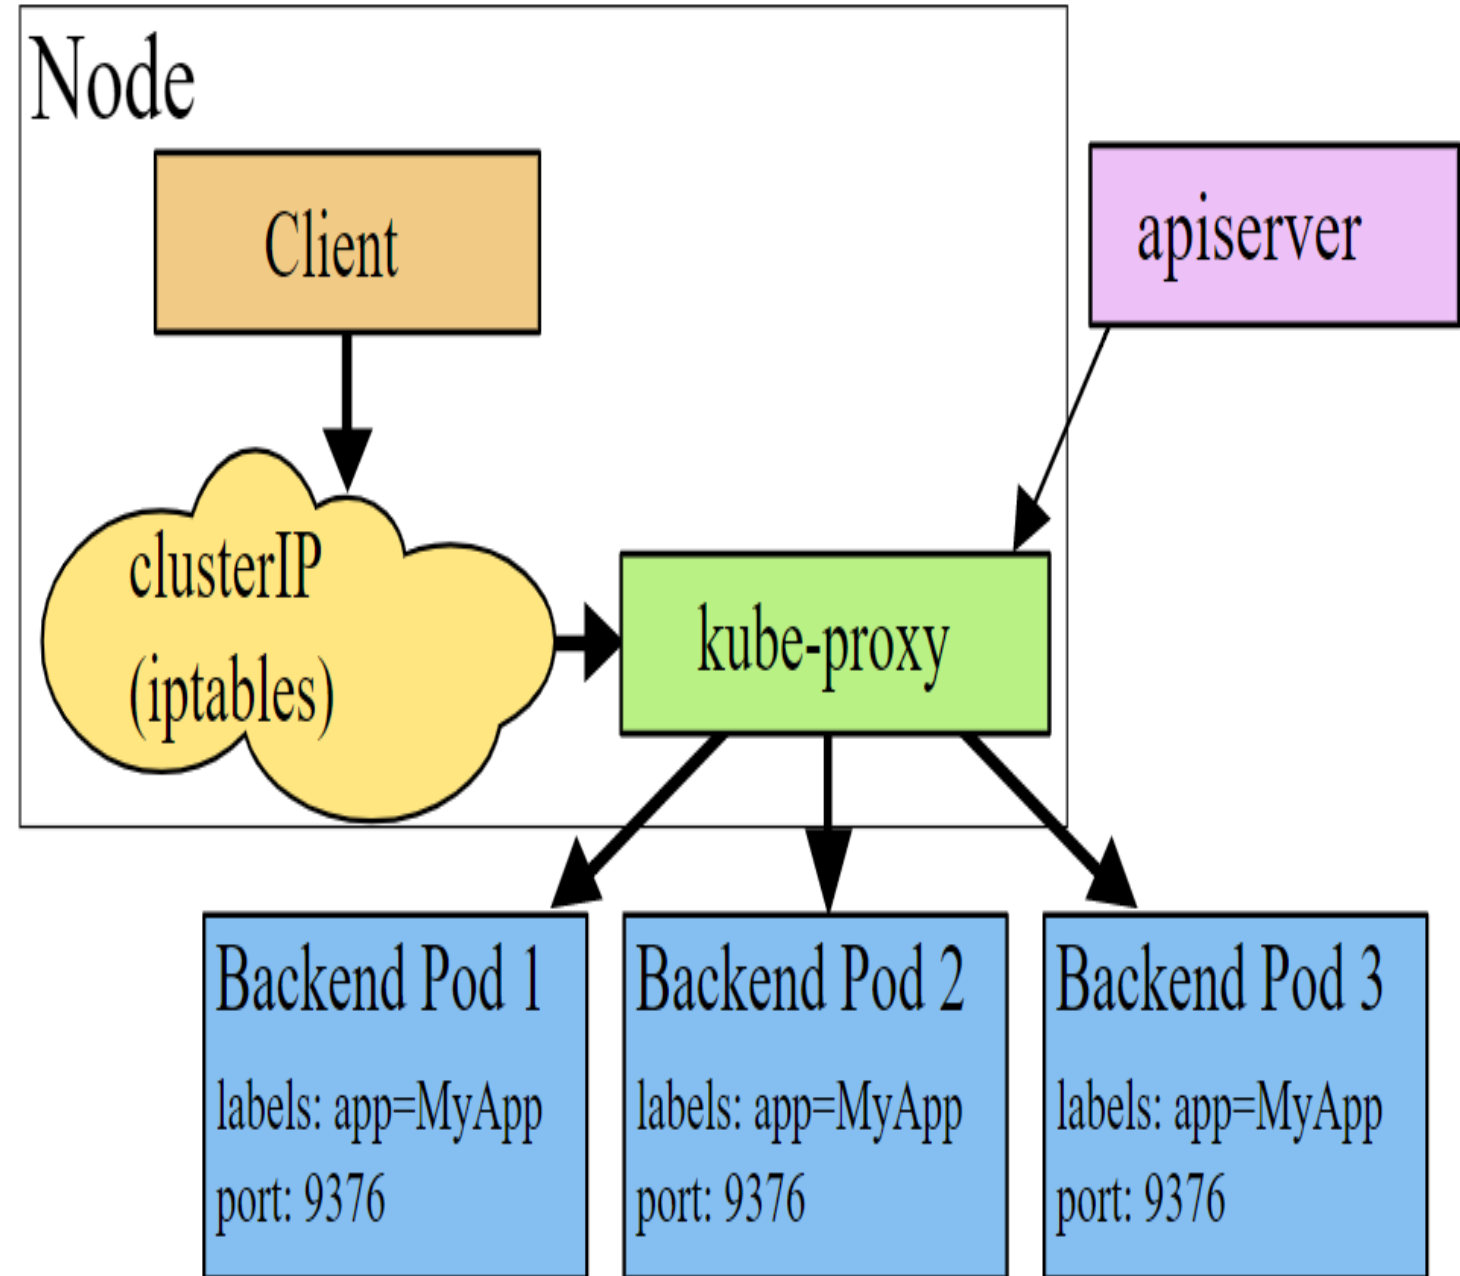 Node
Client
apiserver
clusterIP
(iptables)
kube-proxy
Backend Pod 1
labels: app=MyApp
port: 9376
Backend Pod 2
labels: app=MyApp
port: 9376
Backend Pod 3
labels: app=MyApp
port: 9376